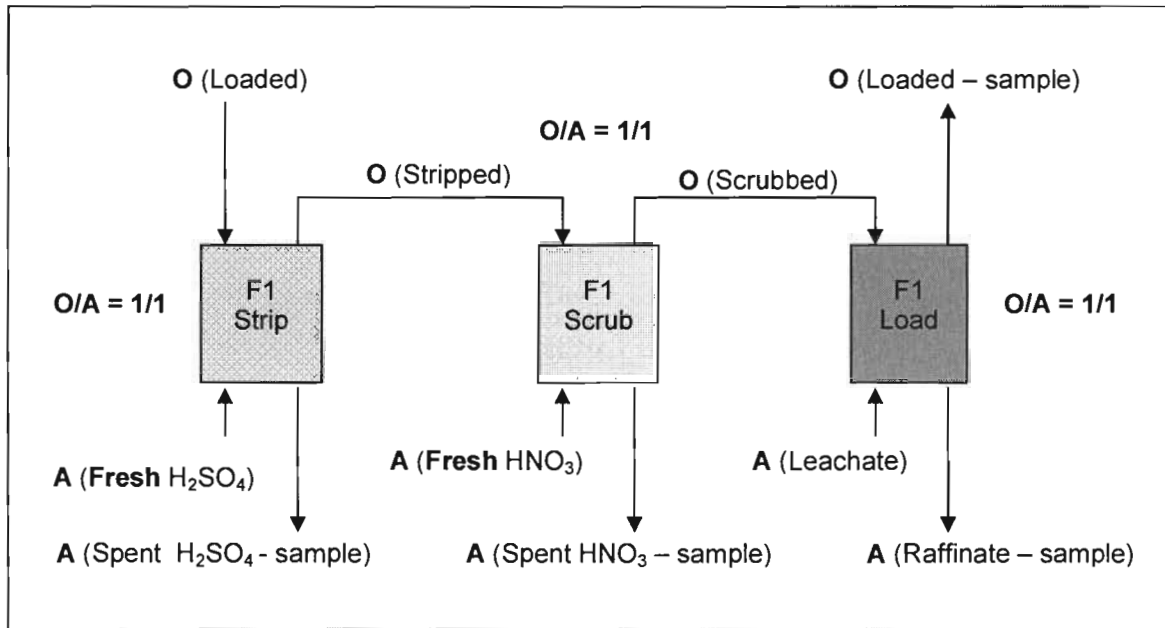 O (Loaded)
O (Loaded – sample)
O/A = 1/1
O (Stripped)
O (Scrubbed)
O/A = 1/1
F1
Strip
F1
Scrub
F1
Load
O/A = 1/1
A (Fresh H₂SO₄)
A (Fresh HNO₃)
A (Leachate)
A (Spent H₂SO₄ - sample)
A (Spent HNO₃ – sample)
A (Raffinate – sample)